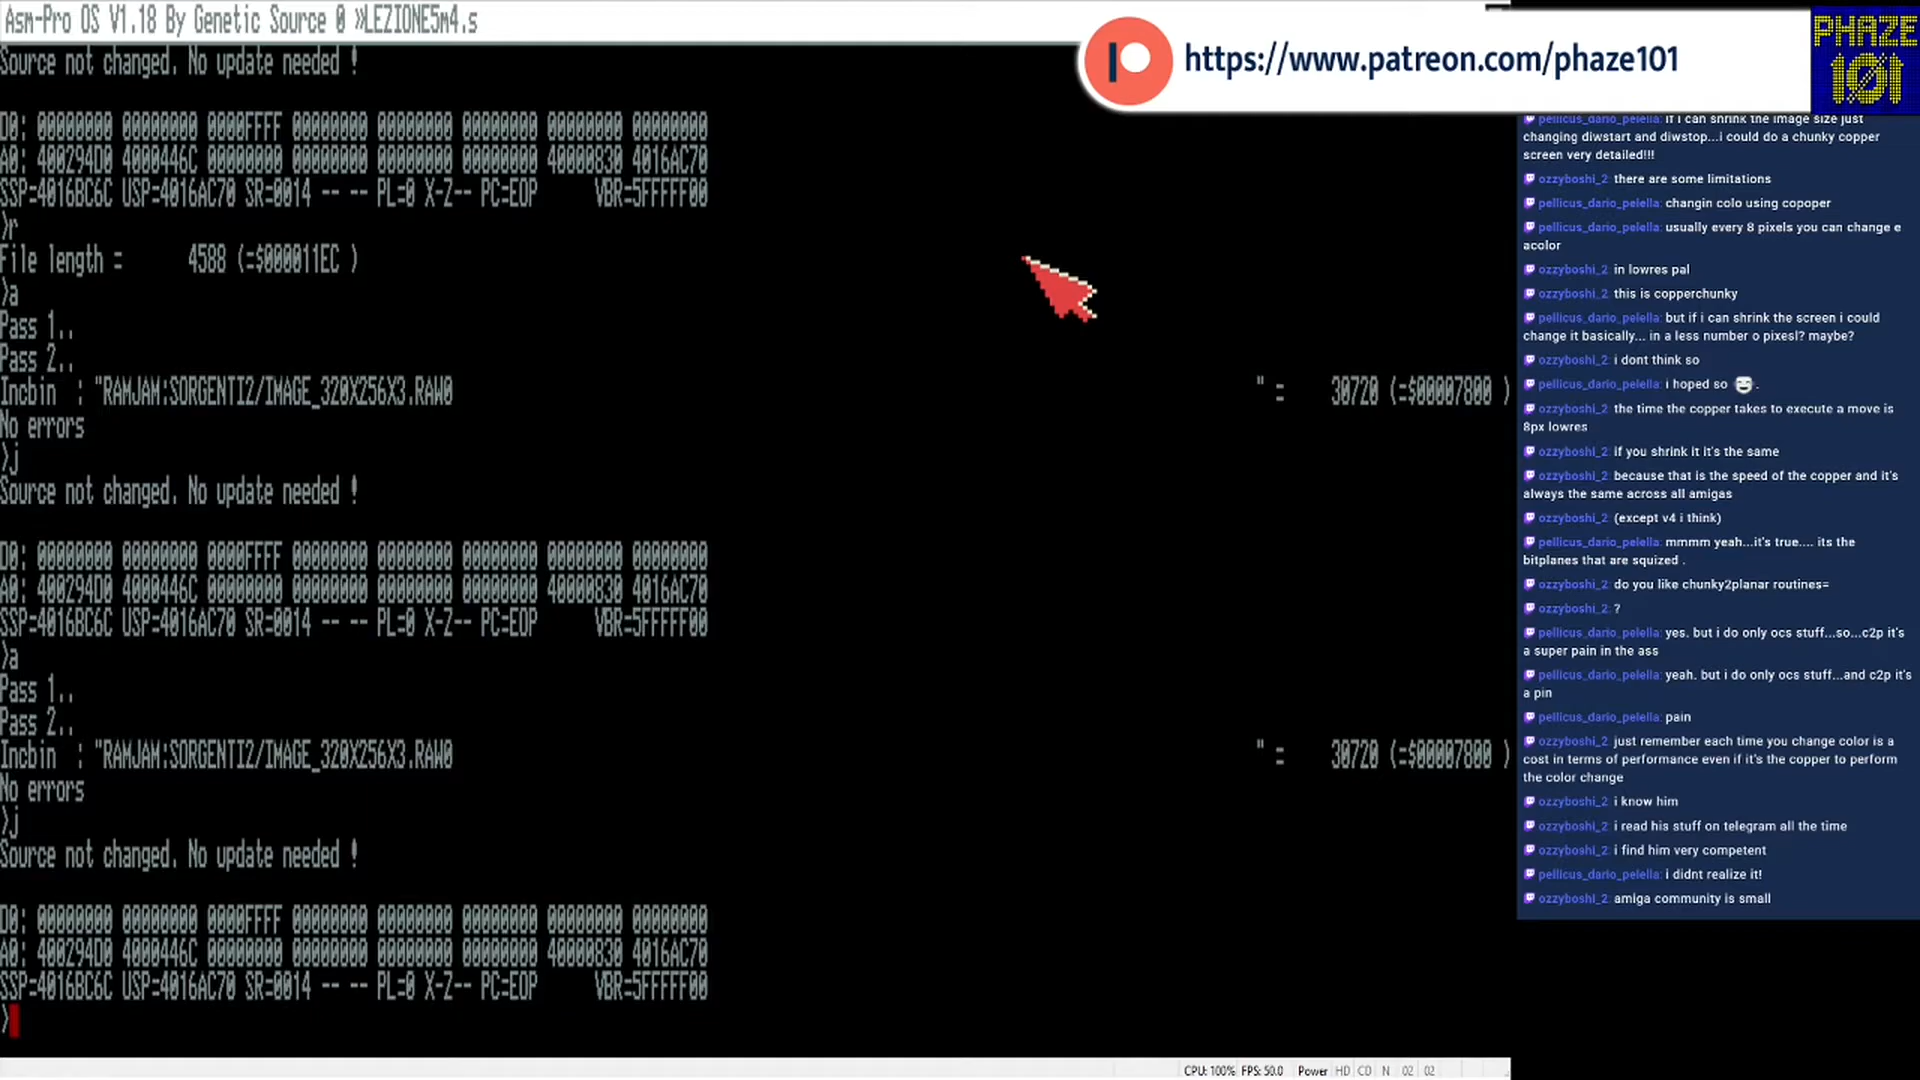 Asm-Pro OS V1.18 By Genetic Source 0 »LEZIONE5m4.s
Source not changed. No update needed !
D0: 00000000 00000000 0000FFFF 00000000 00000000 00000000 00000000 00000000
A0: 400294D0 4000446C 00000000 00000000 00000000 00000000 40000830 4016AC70
SSP=4016BC6C USP=4016AC70 SR=0014 -- -- PL=0 X-Z-- PC=EOP VBR=5FFFFF00
>r
File length = 4588 (=$000011EC )
>a
Pass 1..
Pass 2..
Incbin : "RAMJAM:SORGENTI2/IMAGE_320X256X3.RAW0 " = 30720 (=$00007800 )
No errors
>j
Source not changed. No update needed !
D0: 00000000 00000000 0000FFFF 00000000 00000000 00000000 00000000 00000000
A0: 400294D0 4000446C 00000000 00000000 00000000 00000000 40000830 4016AC70
SSP=4016BC6C USP=4016AC70 SR=0014 -- -- PL=0 X-Z-- PC=EOP VBR=5FFFFF00
>a
Pass 1..
Pass 2..
Incbin : "RAMJAM:SORGENTI2/IMAGE_320X256X3.RAW0 " = 30720 (=$00007800 )
No errors
>j
Source not changed. No update needed !
D0: 00000000 00000000 0000FFFF 00000000 00000000 00000000 00000000 00000000
A0: 400294D0 4000446C 00000000 00000000 00000000 00000000 40000830 4016AC70
SSP=4016BC6C USP=4016AC70 SR=0014 -- -- PL=0 X-Z-- PC=EOP VBR=5FFFFF00
>
CPU: 100% FPS: 50.0 Power HD CD N 02 02
https://www.patreon.com/phaze101
PHAZE
101
pellicus_dario_pelella: if i can shrink the image size just
changing diwstart and diwstop...i could do a chunky copper
screen very detailed!!!
ozzyboshi_2: there are some limitations
pellicus_dario_pelella: changin colo using copoper
pellicus_dario_pelella: usually every 8 pixels you can change e
acolor
ozzyboshi_2: in lowres pal
ozzyboshi_2: this is copperchunky
pellicus_dario_pelella: but if i can shrink the screen i could
change it basically... in a less number o pixesl? maybe?
ozzyboshi_2: i dont think so
pellicus_dario_pelella: i hoped so .
ozzyboshi_2: the time the copper takes to execute a move is
8px lowres
ozzyboshi_2: if you shrink it it's the same
ozzyboshi_2: because that is the speed of the copper and it's
always the same across all amigas
ozzyboshi_2: (except v4 i think)
pellicus_dario_pelella: mmmm yeah...it's true.... its the
bitplanes that are squized .
ozzyboshi_2: do you like chunky2planar routines=
ozzyboshi_2: ?
pellicus_dario_pelella: yes. but i do only ocs stuff...so...c2p it's
a super pain in the ass
pellicus_dario_pelella: yeah. but i do only ocs stuff...and c2p it's
a pin
pellicus_dario_pelella: pain
ozzyboshi_2: just remember each time you change color is a
cost in terms of performance even if it's the copper to perform
the color change
ozzyboshi_2: i know him
ozzyboshi_2: i read his stuff on telegram all the time
ozzyboshi_2: i find him very competent
pellicus_dario_pelella: i didnt realize it!
ozzyboshi_2: amiga community is small